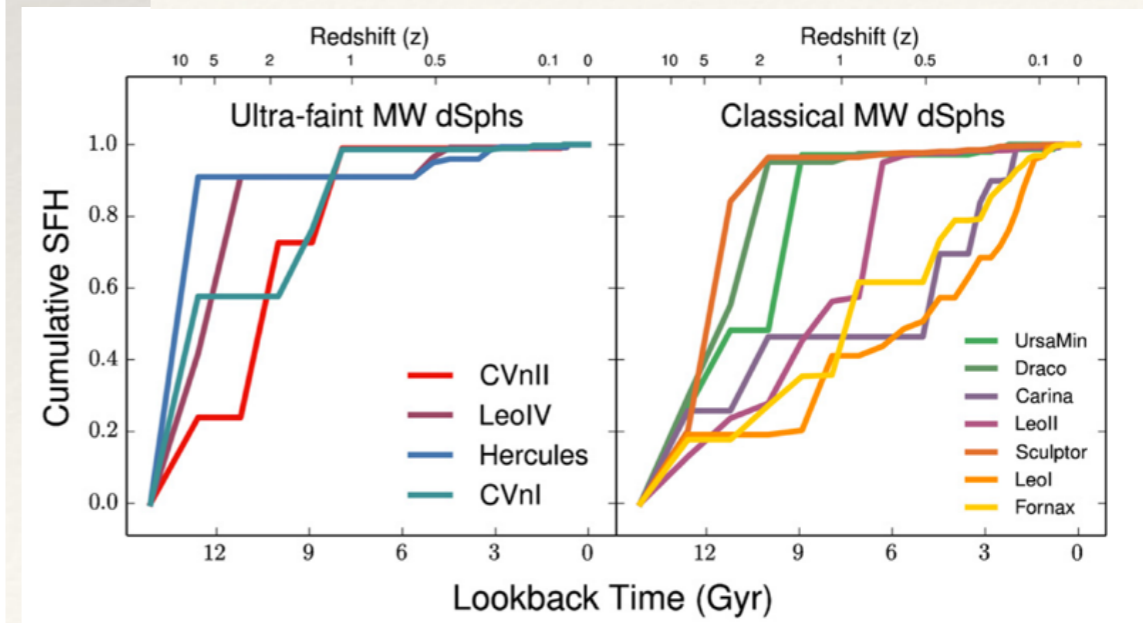 Redshift (z)
10 5 2 1 0.5 0.1 0
Ultra-faint MW dSphs
Cumulative SFH
1.0
0.8
0.6
0.4
0.2
0.0
CVnII
LeoIV
Hercules
CVnI
12 9 6 3 0
Redshift (z)
10 5 2 1 0.5 0.1 0
Classical MW dSphs
UrsaMin
Draco
Carina
LeoII
Sculptor
LeoI
Fornax
12 9 6 3 0
Lookback Time (Gyr)